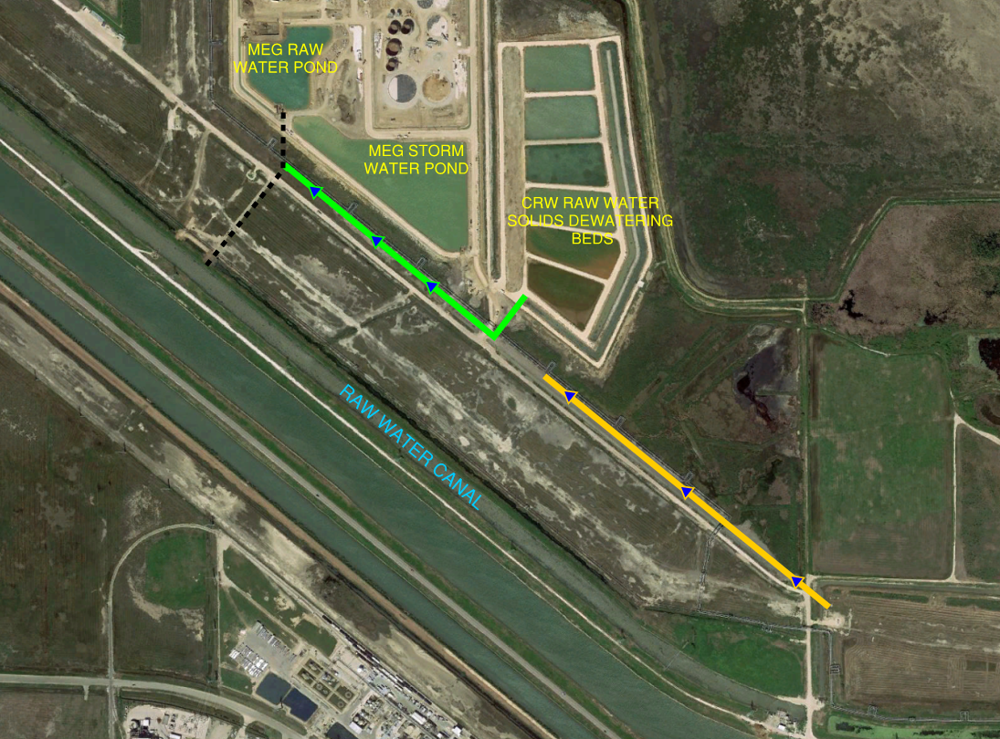 MEG RAW
WATER POND
MEG STORM
WATER POND
CRW RAW WATER
SOLIDS DEWATERING
BEDS
RAW WATER CANAL